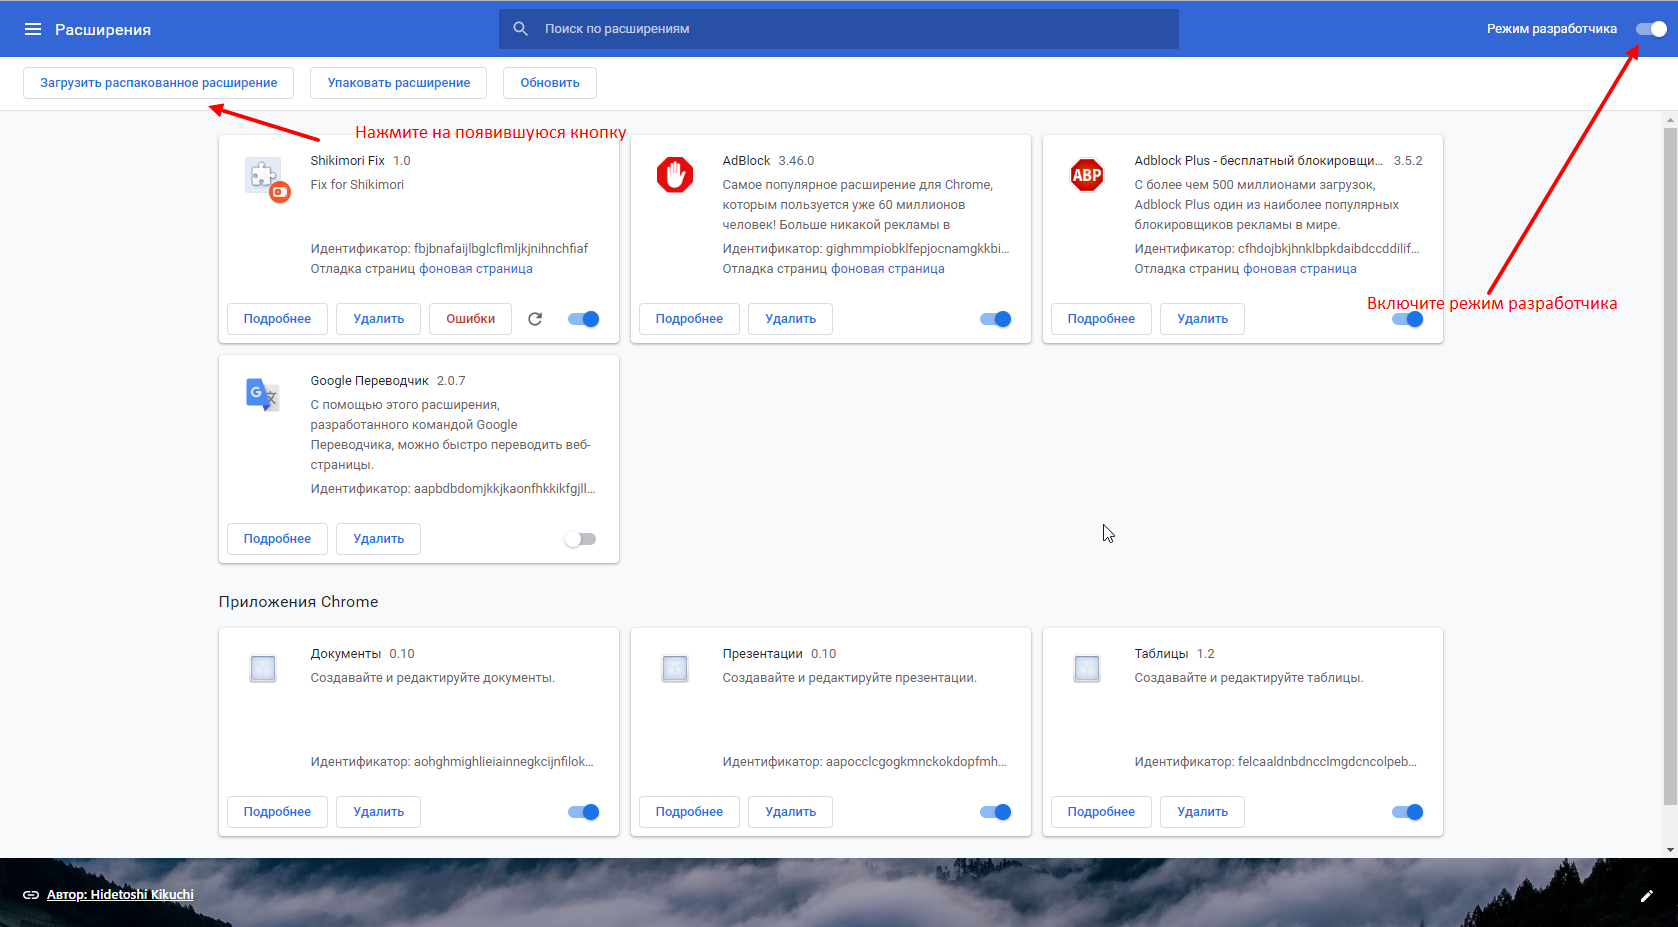 Расширения
Поиск по расширениям
Режим разработчика
Загрузить распакованное расширение
Упаковать расширение
Обновить
Нажмите на появившуюся кнопку
Shikimori Fix 1.0
Fix for Shikimori
Идентификатор: fbjbnafaijlbglcflmljkjnihnchfiaf
Отладка страниц фоновая страница
Подробнее
Удалить
Ошибки
AdBlock 3.46.0
Самое популярное расширение для Chrome,
которым пользуется уже 60 миллионов
человек! Больше никакой рекламы в
Идентификатор: gighmmpiobklfepjocnamgkkbi...
Отладка страниц фоновая страница
Подробнее
Удалить
ABP
Adblock Plus - бесплатный блокировщи... 3.5.2
С более чем 500 миллионами загрузок,
Adblock Plus один из наиболее популярных
блокировщиков рекламы в мире.
Идентификатор: cfhdojbkjhnklbpkdaibdccddilif...
Отладка страниц фоновая страница
Включите режим разработчика
Подробнее
Удалить
Google Переводчик 2.0.7
С помощью этого расширения,
разработанного командой Google
Переводчика, можно быстро переводить веб-
страницы.
Идентификатор: aapbdbdomjkkjkaonfhkkikfgjll...
Подробнее
Удалить
Приложения Chrome
Документы 0.10
Создавайте и редактируйте документы.
Идентификатор: aohghmighlieiainnegkcijnfilok...
Подробнее
Удалить
Презентации 0.10
Создавайте и редактируйте презентации.
Идентификатор: aapocclcgogkmnckokdopfmh...
Подробнее
Удалить
Таблицы 1.2
Создавайте и редактируйте таблицы.
Идентификатор: felcaaldnbdncclmgdcncolpeb...
Подробнее
Удалить
Автор: Hidetoshi Kikuchi